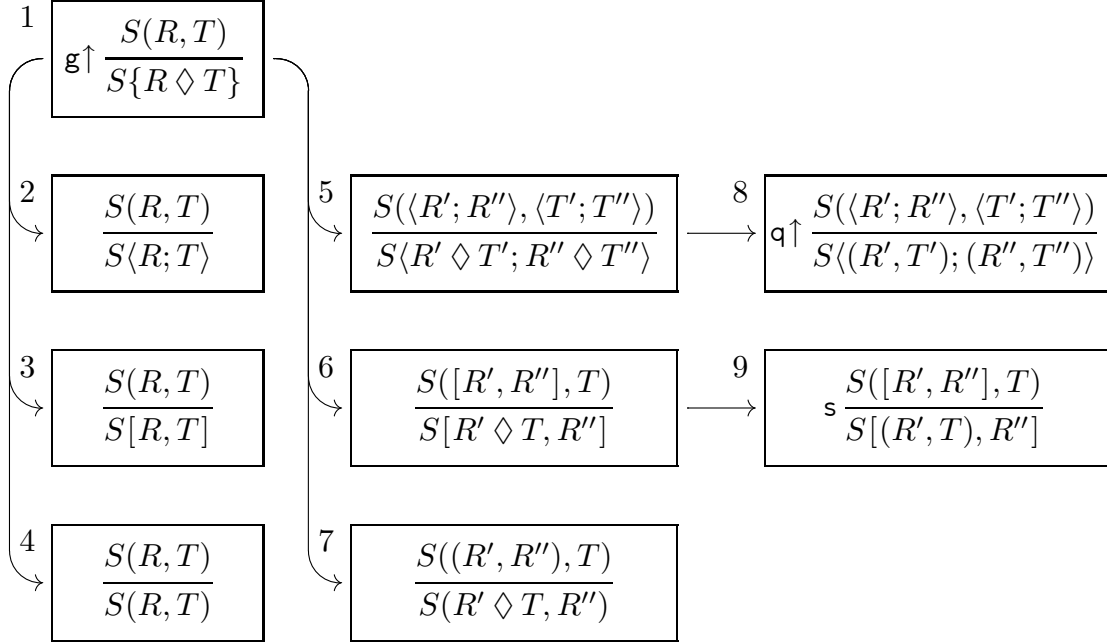 1
g↑ S(R, T) / S{R ◊ T}
2 S(R, T) / S⟨R; T⟩
5 S(⟨R′; R″⟩, ⟨T′; T″⟩) / S⟨R′ ◊ T′; R″ ◊ T″⟩
8 q↑ S(⟨R′; R″⟩, ⟨T′; T″⟩) / S⟨(R′, T′); (R″, T″)⟩
3 S(R, T) / S[R, T]
6 S([R′, R″], T) / S[R′ ◊ T, R″]
9 s S([R′, R″], T) / S[(R′, T), R″]
4 S(R, T) / S(R, T)
7 S((R′, R″), T) / S(R′ ◊ T, R″)